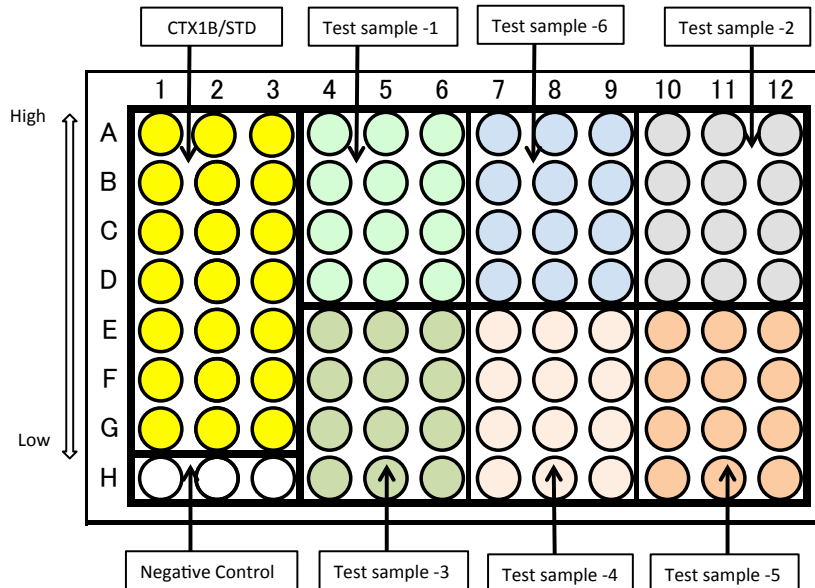 CTX1B/STD
Test sample -1
Test sample -6
Test sample -2
1 2 3 4 5 6 7 8 9 10 11 12
High
A
B
C
D
E
F
G
Low
H
Negative Control
Test sample -3
Test sample -4
Test sample -5